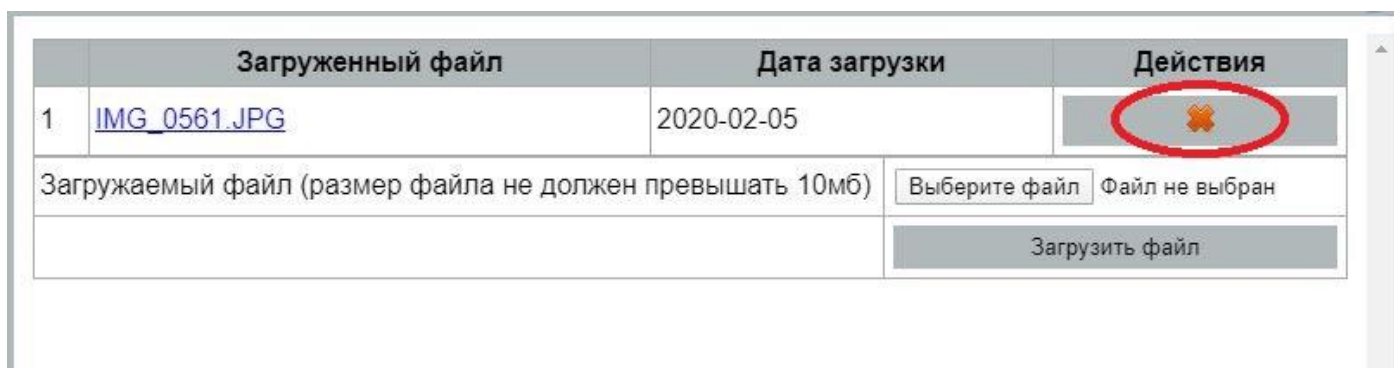 Загруженный файл Дата загрузки Действия
1 IMG_0561.JPG 2020-02-05
Загружаемый файл (размер файла не должен превышать 10мб) Выберите файл Файл не выбран
Загрузить файл